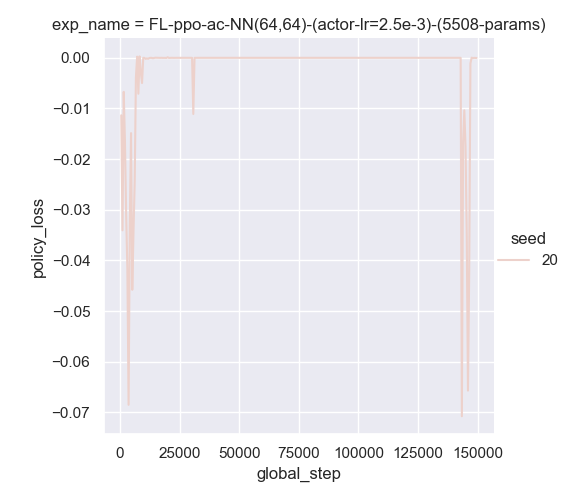 exp_name = FL-ppo-ac-NN(64,64)-(actor-lr=2.5e-3)-(5508-params)
0.00
−0.01
−0.02
−0.03
−0.04
−0.05
−0.06
−0.07
policy_loss
0 25000 50000 75000 100000 125000 150000
global_step
seed
20